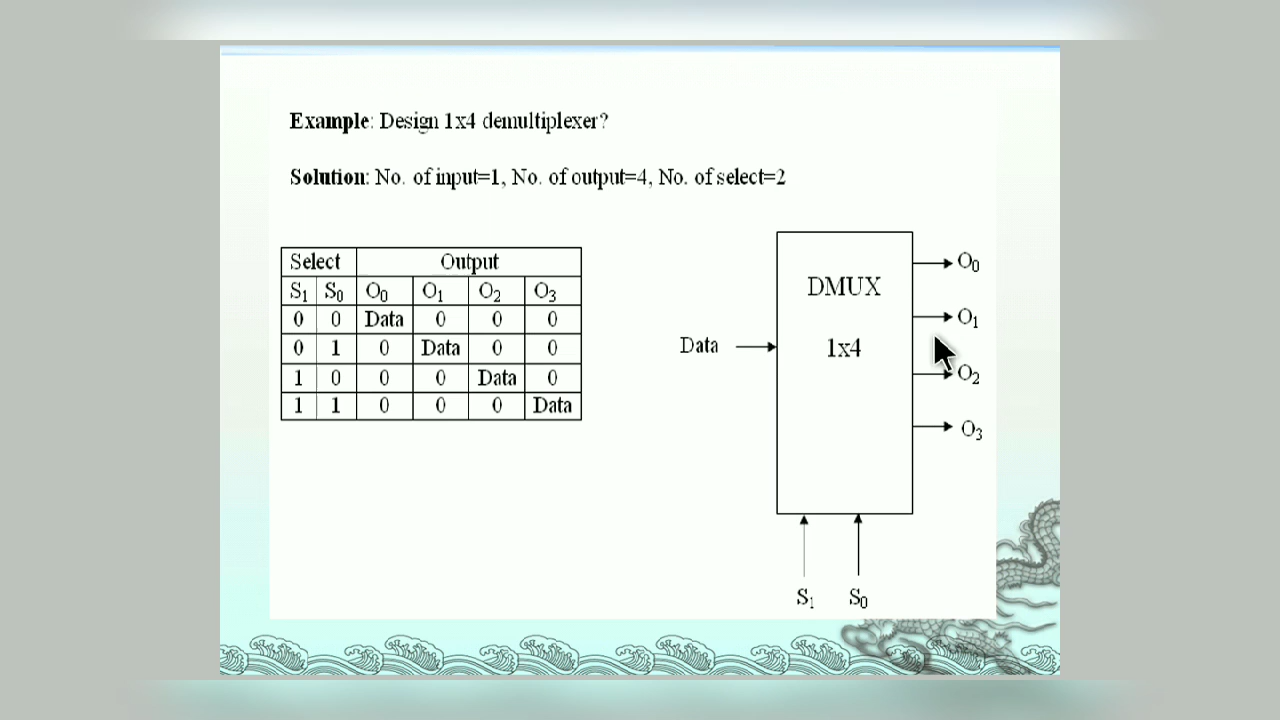 Example: Design 1x4 demultiplexer?
Solution: No. of input=1, No. of output=4, No. of select=2
Select Output
S1 S0 O0 O1 O2 O3
0 0 Data 0 0 0
0 1 0 Data 0 0
1 0 0 0 Data 0
1 1 0 0 0 Data
DMUX
1x4
Data
O0
O1
O2
O3
S1 S0